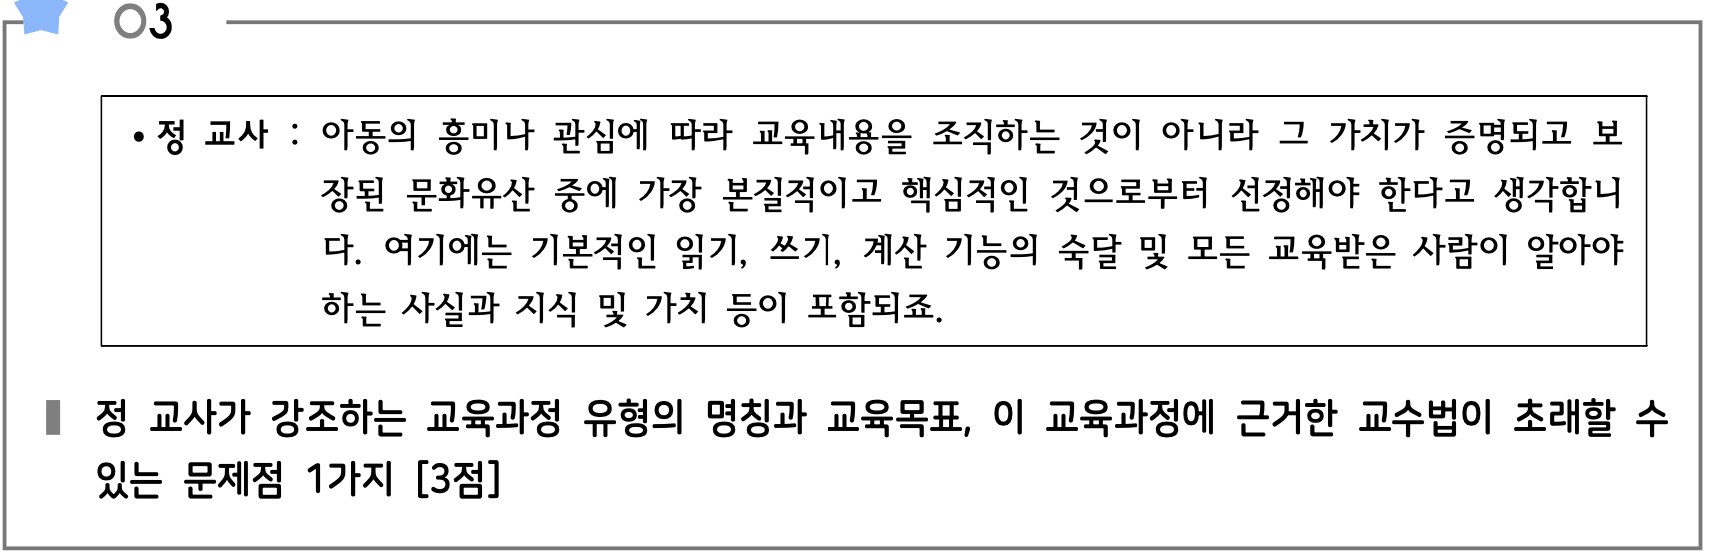 03
• 정 교사 : 아동의 흥미나 관심에 따라 교육내용을 조직하는 것이 아니라 그 가치가 증명되고 보
장된 문화유산 중에 가장 본질적이고 핵심적인 것으로부터 선정해야 한다고 생각합니
다. 여기에는 기본적인 읽기, 쓰기, 계산 기능의 숙달 및 모든 교육받은 사람이 알아야
하는 사실과 지식 및 가치 등이 포함되죠.
정 교사가 강조하는 교육과정 유형의 명칭과 교육목표, 이 교육과정에 근거한 교수법이 초래할 수
있는 문제점 1가지 [3점]